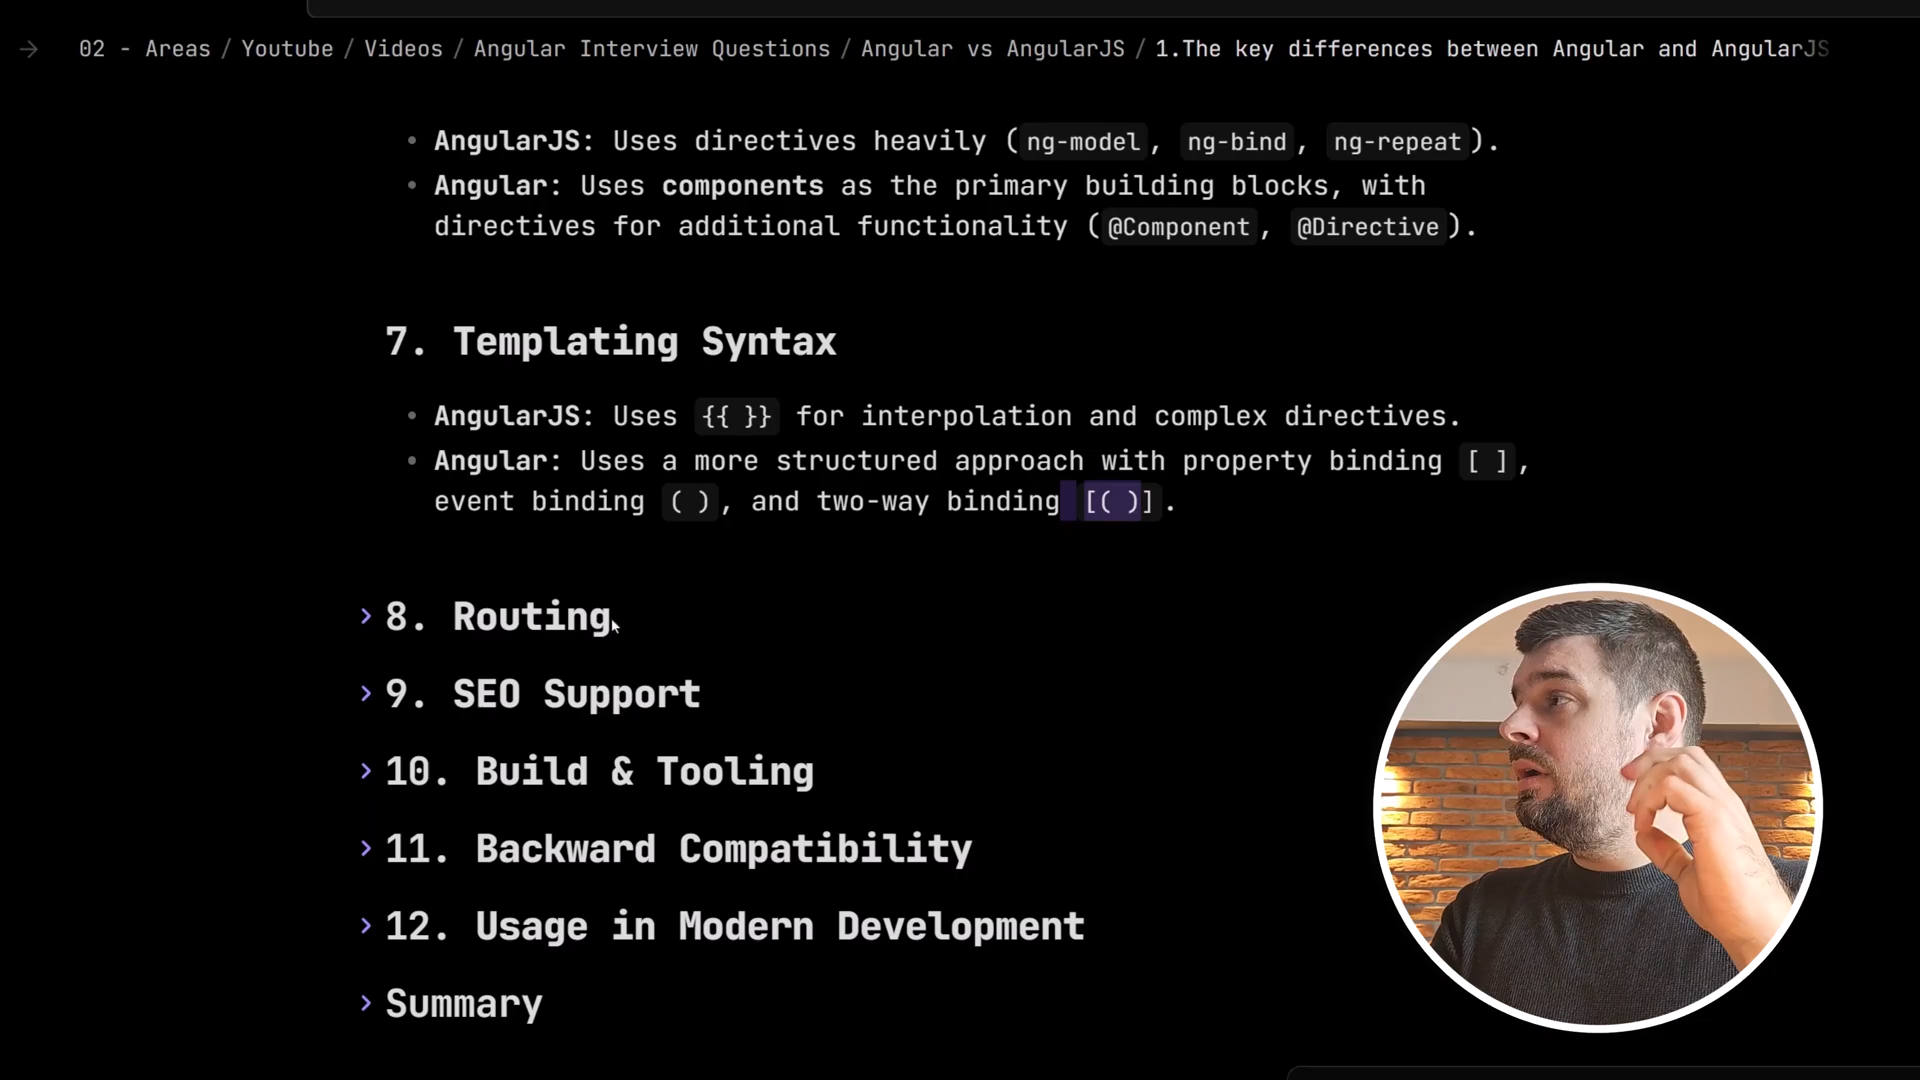 02 - Areas / Youtube / Videos / Angular Interview Questions / Angular vs AngularJS / 1.The key differences between Angular and AngularJS
• AngularJS: Uses directives heavily (ng-model, ng-bind, ng-repeat).
• Angular: Uses components as the primary building blocks, with
directives for additional functionality (@Component, @Directive).
7. Templating Syntax
• AngularJS: Uses {{ }} for interpolation and complex directives.
• Angular: Uses a more structured approach with property binding [ ],
event binding ( ), and two-way binding [( )].
8. Routing
9. SEO Support
10. Build & Tooling
11. Backward Compatibility
12. Usage in Modern Development
Summary